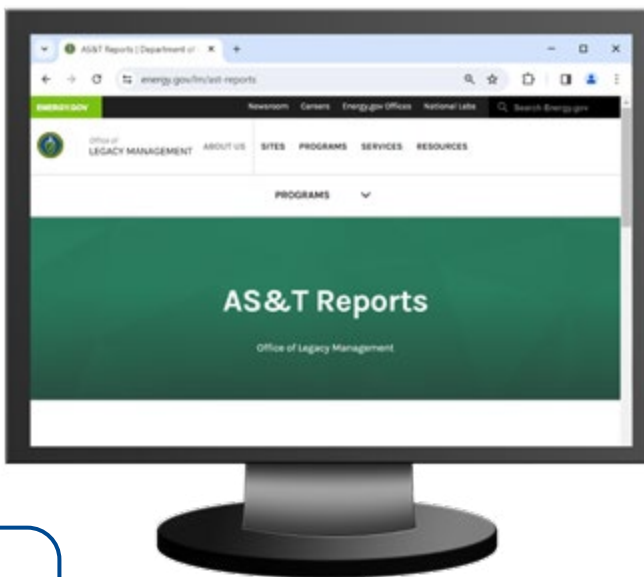 AS&T Reports | Department of
energy.gov/lm/ast-reports
ENERGY.GOV Newsroom Careers Energy.gov Offices National Labs Search Energy.gov
Office of
LEGACY MANAGEMENT ABOUT US SITES PROGRAMS SERVICES RESOURCES
PROGRAMS
AS&T Reports
Office of Legacy Management